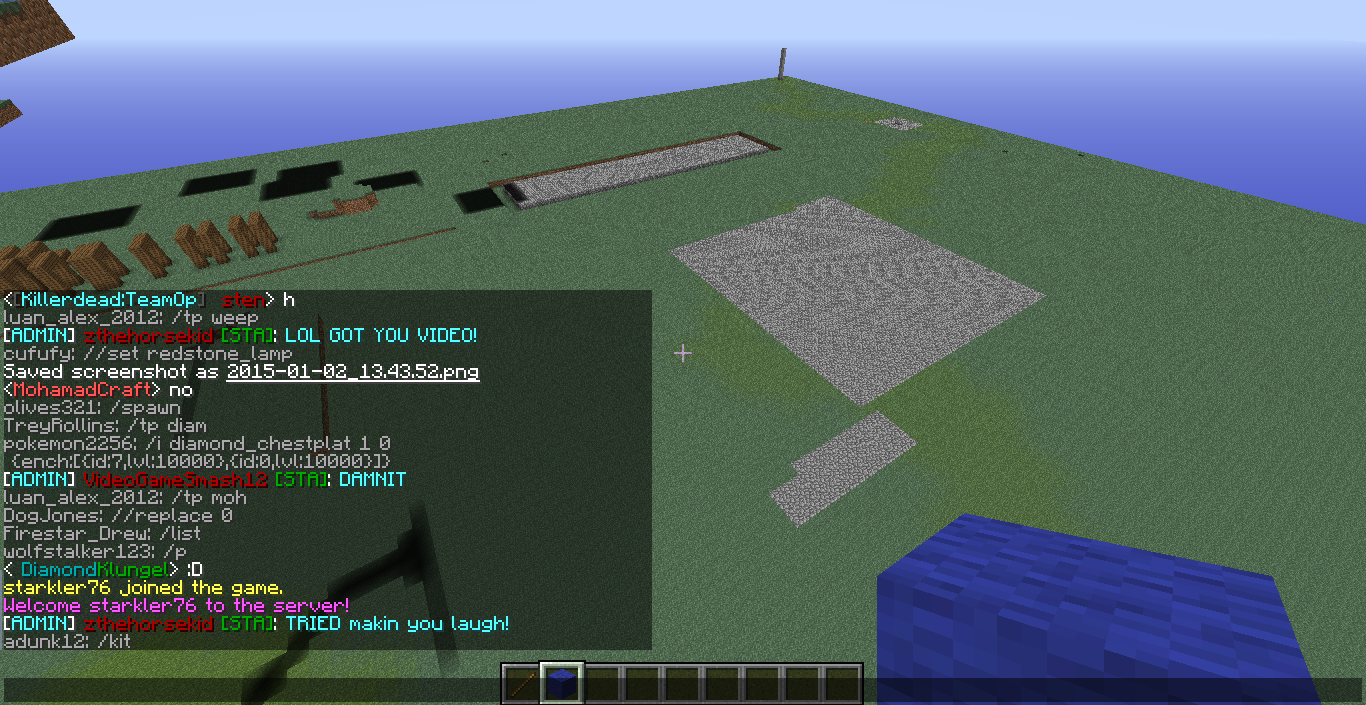 <[Killerdead:TeamOp] sten> h
luan_alex_2012: /tp weep
[ADMIN] zthehorsekid [STA]: LOL GOT YOU VIDEO!
cufufy: //set redstone_lamp
Saved screenshot as 2015-01-02_13.43.52.png
<MohamadCraft> no
olives321: /spawn
TreyRollins: /tp diam
pokemon2256: /i diamond_chestplat 1 0
{ench:[{id:7,lvl:10000},{id:0,lvl:10000}]}
[ADMIN] VideoGameSmash12 [STA]: DAMNIT
luan_alex_2012: /tp moh
DogJones: //replace 0
Firestar_Drew: /list
wolfstalker123: /p
< DiamondKlungel> :D
starkler76 joined the game.
Welcome starkler76 to the server!
[ADMIN] zthehorsekid [STA]: TRIED makin you laugh!
adunk12: /kit